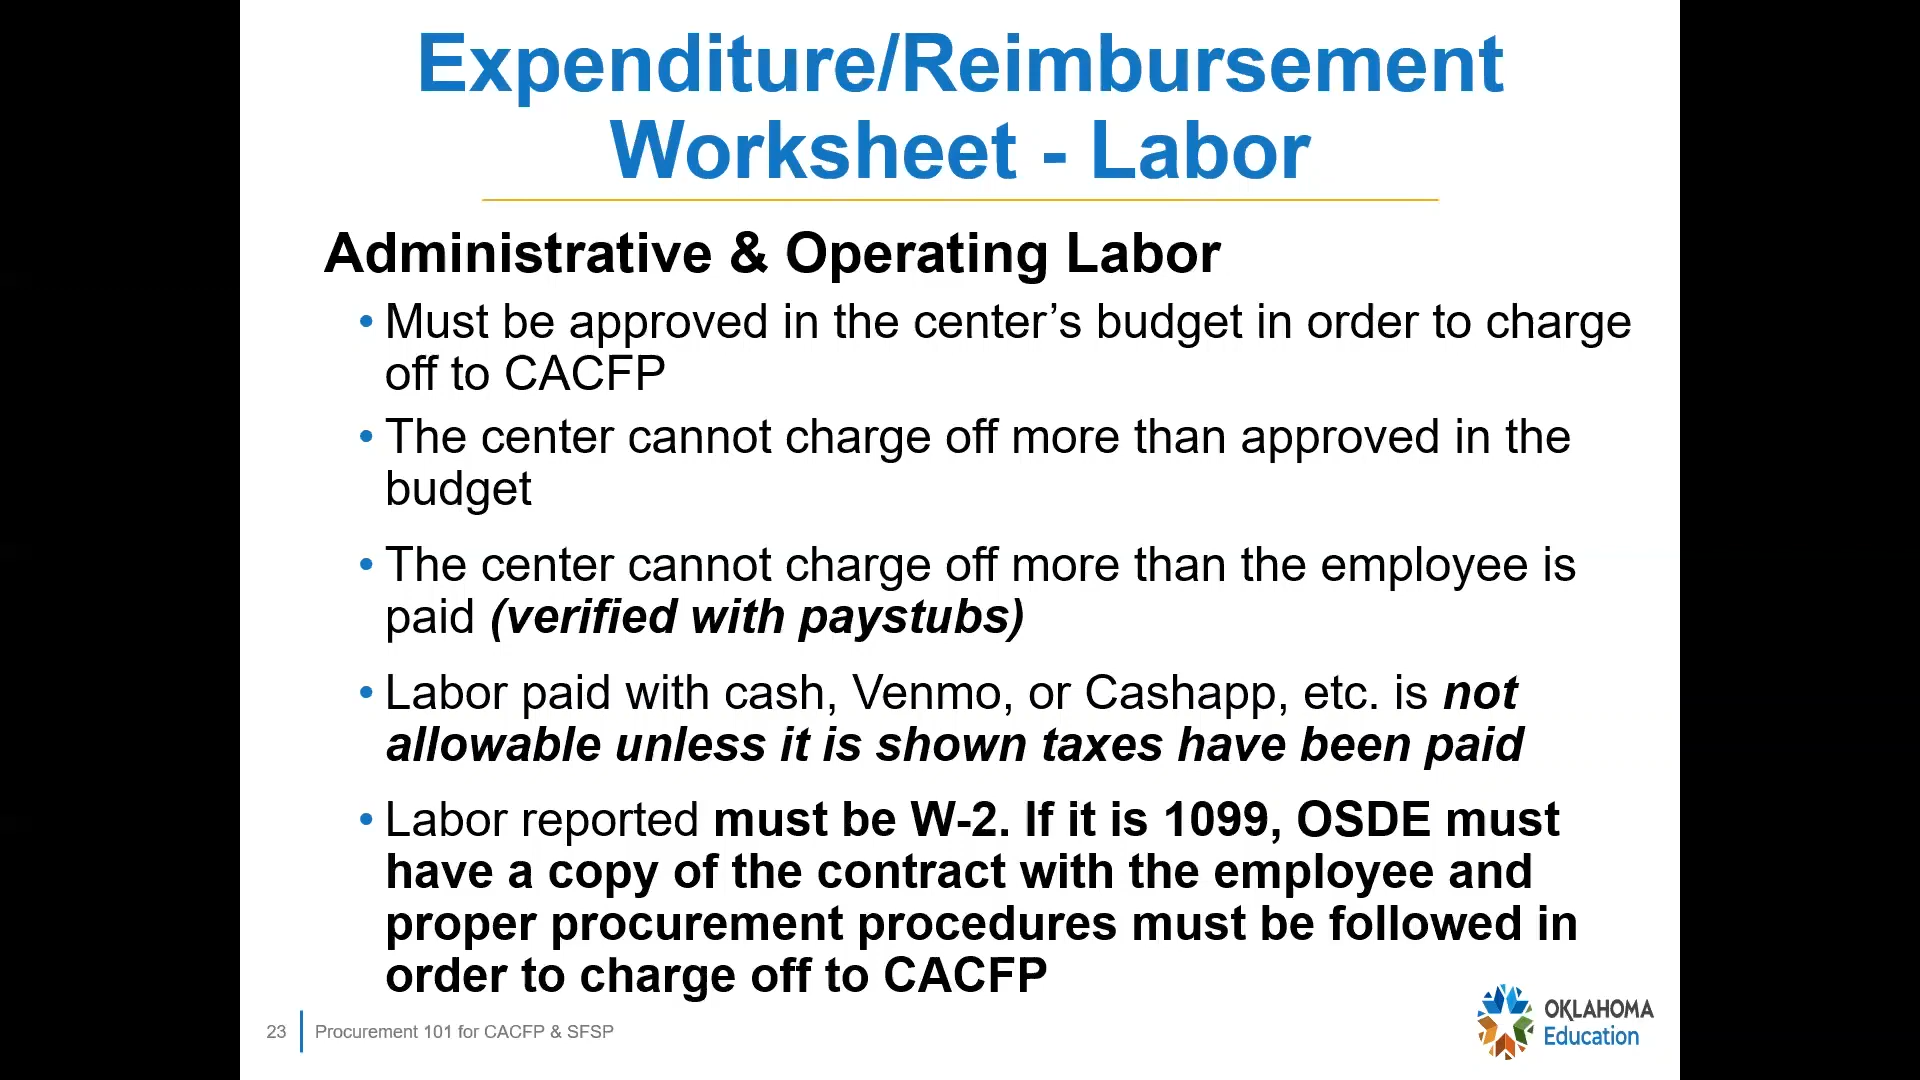 Expenditure/Reimbursement
Worksheet - Labor
Administrative & Operating Labor
• Must be approved in the center’s budget in order to charge
off to CACFP
• The center cannot charge off more than approved in the
budget
• The center cannot charge off more than the employee is
paid (verified with paystubs)
• Labor paid with cash, Venmo, or Cashapp, etc. is not
allowable unless it is shown taxes have been paid
• Labor reported must be W-2. If it is 1099, OSDE must
have a copy of the contract with the employee and
proper procurement procedures must be followed in
order to charge off to CACFP
23 Procurement 101 for CACFP & SFSP
OKLAHOMA
Education